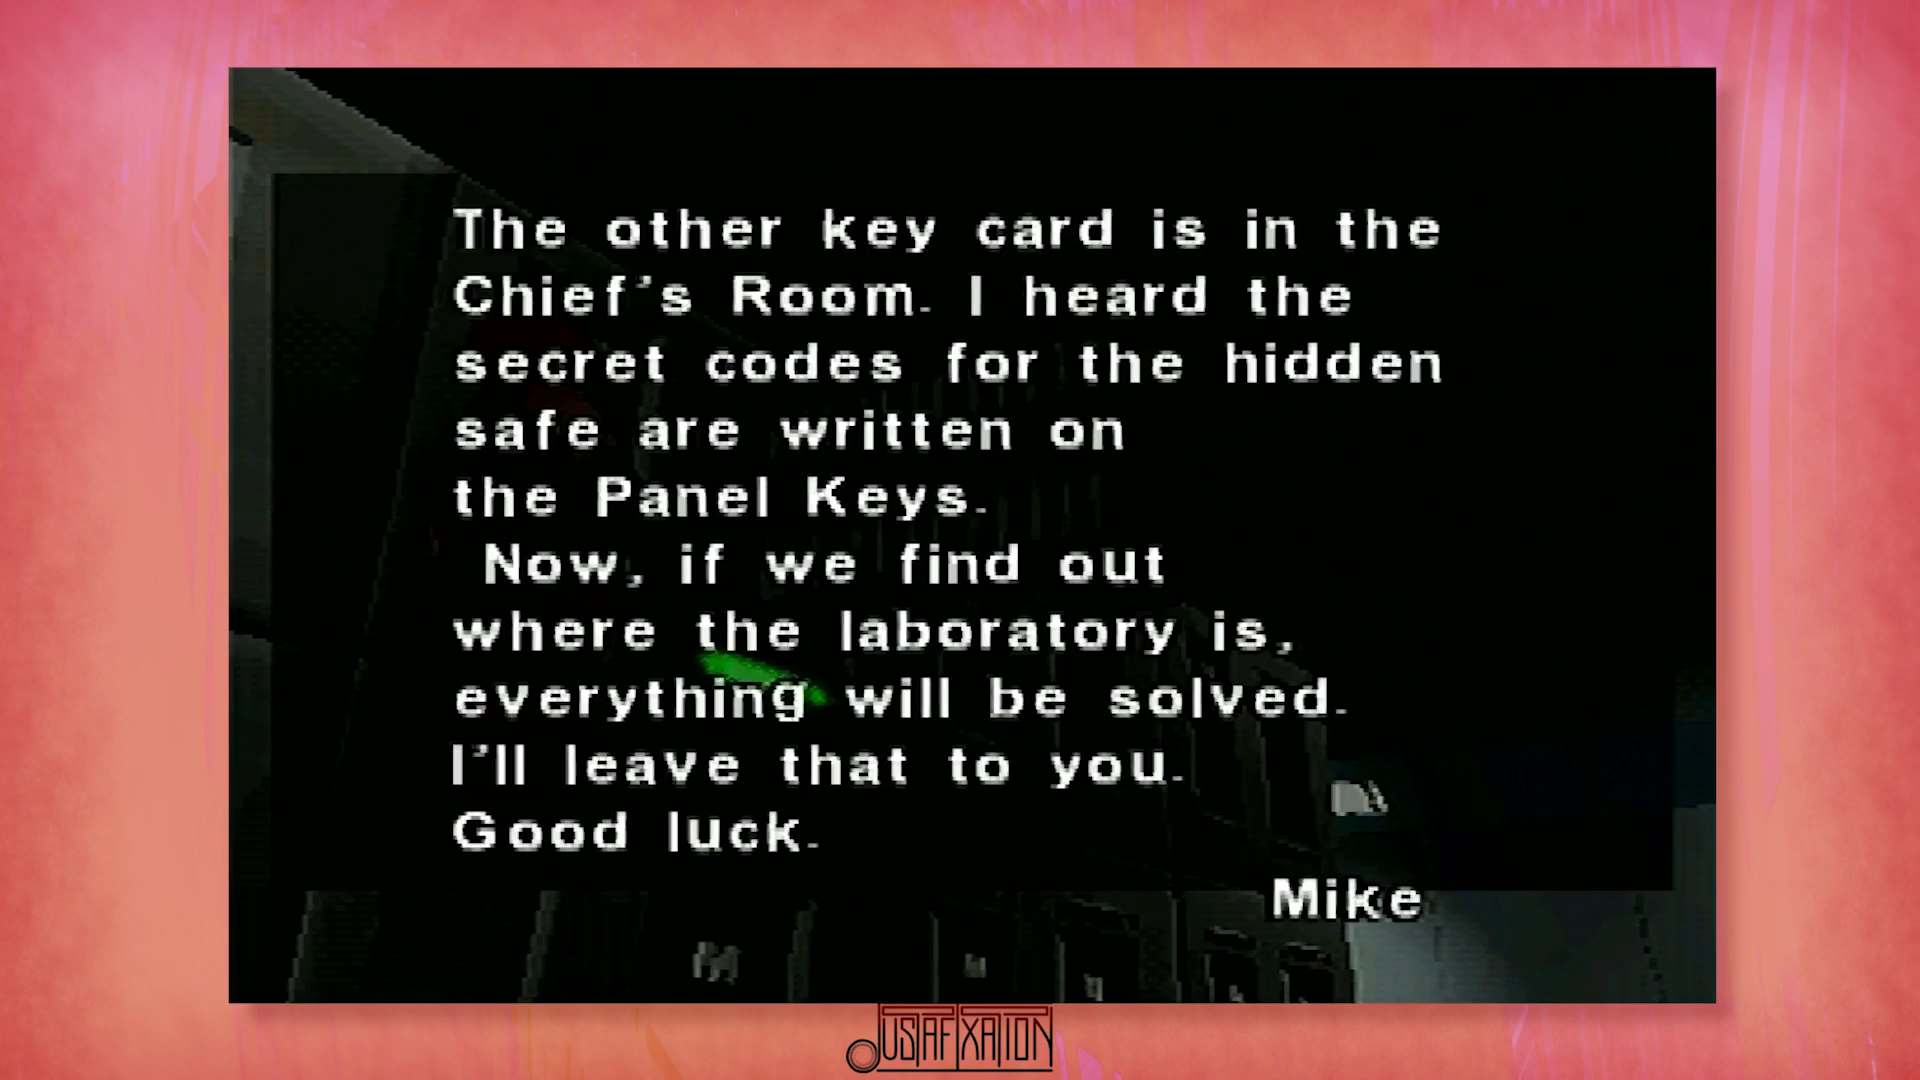 The other key card is in the
Chief's Room. I heard the
secret codes for the hidden
safe are written on
the Panel Keys.
Now, if we find out
where the laboratory is,
everything will be solved.
I'll leave that to you.
Good luck.
Mike
JUSTAFIXATION